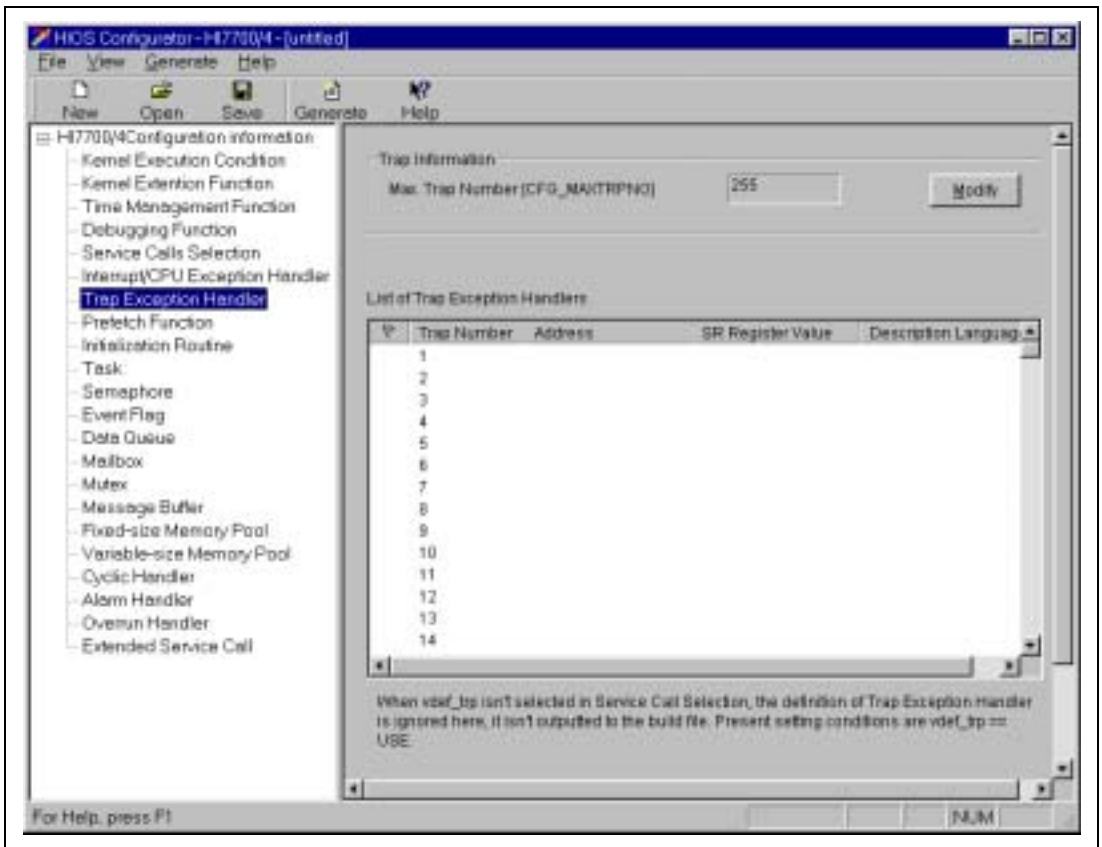 HIOS Configurator - HI7700/4 - [untitled]
File View Generate Help
New Open Save Generate Help
HI7700/4Configuration information
Kernel Execution Condition
Kernel Extention Function
Time Management Function
Debugging Function
Service Calls Selection
Interrupt/CPU Exception Handler
Trap Exception Handler
Prefetch Function
Initialization Routine
Task
Semaphore
Event Flag
Data Queue
Mailbox
Mutex
Message Buffer
Fixed-size Memory Pool
Variable-size Memory Pool
Cyclic Handler
Alarm Handler
Overrun Handler
Extended Service Call
Trap Information
Max. Trap Number [CFG_MAXTRPNO] 255 Modify
List of Trap Exception Handlers
Trap Number Address SR Register Value Description Languag
1
2
3
4
5
6
7
8
9
10
11
12
13
14
When vdef_trp isn't selected in Service Call Selection, the definition of Trap Exception Handler
is ignored here, it isn't outputted to the build file. Present setting conditions are vdef_trp ==
USE.
For Help, press F1 NUM